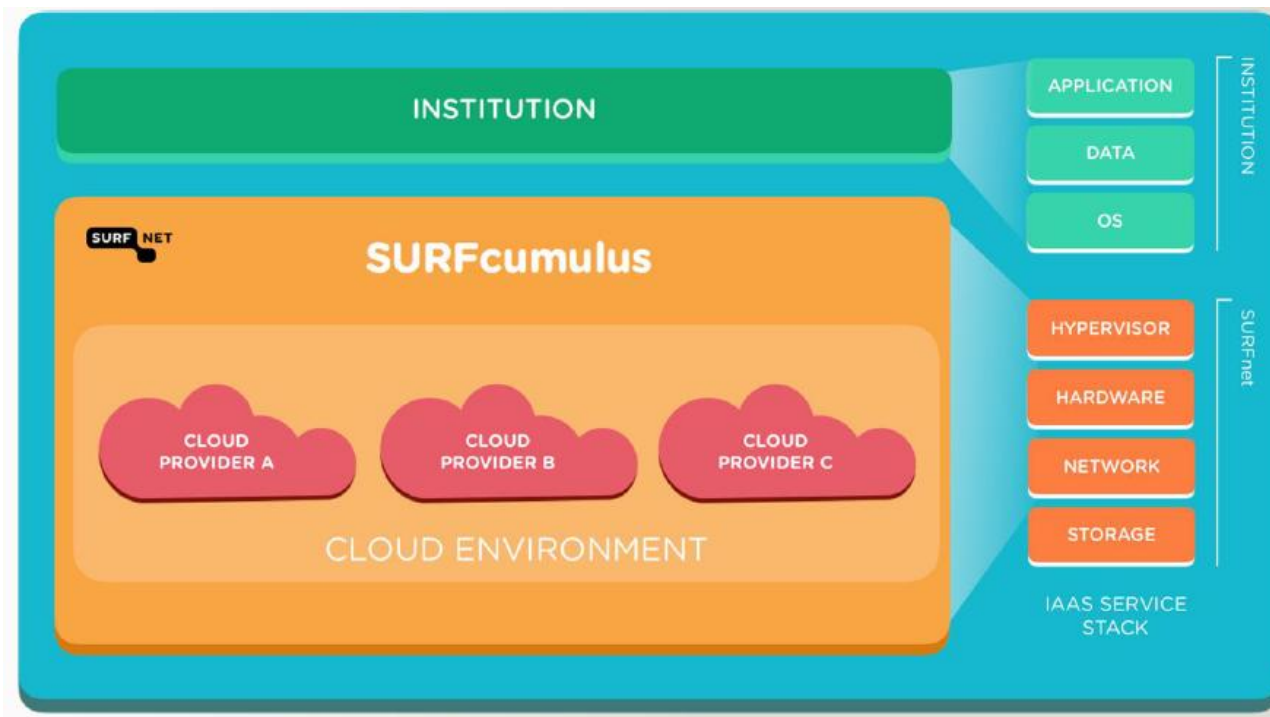 INSTITUTION
SURF NET
SURFcumulus
CLOUD
PROVIDER A
CLOUD
PROVIDER B
CLOUD
PROVIDER C
CLOUD ENVIRONMENT
APPLICATION
DATA
OS
INSTITUTION
HYPERVISOR
HARDWARE
NETWORK
STORAGE
SURFnet
IAAS SERVICE
STACK